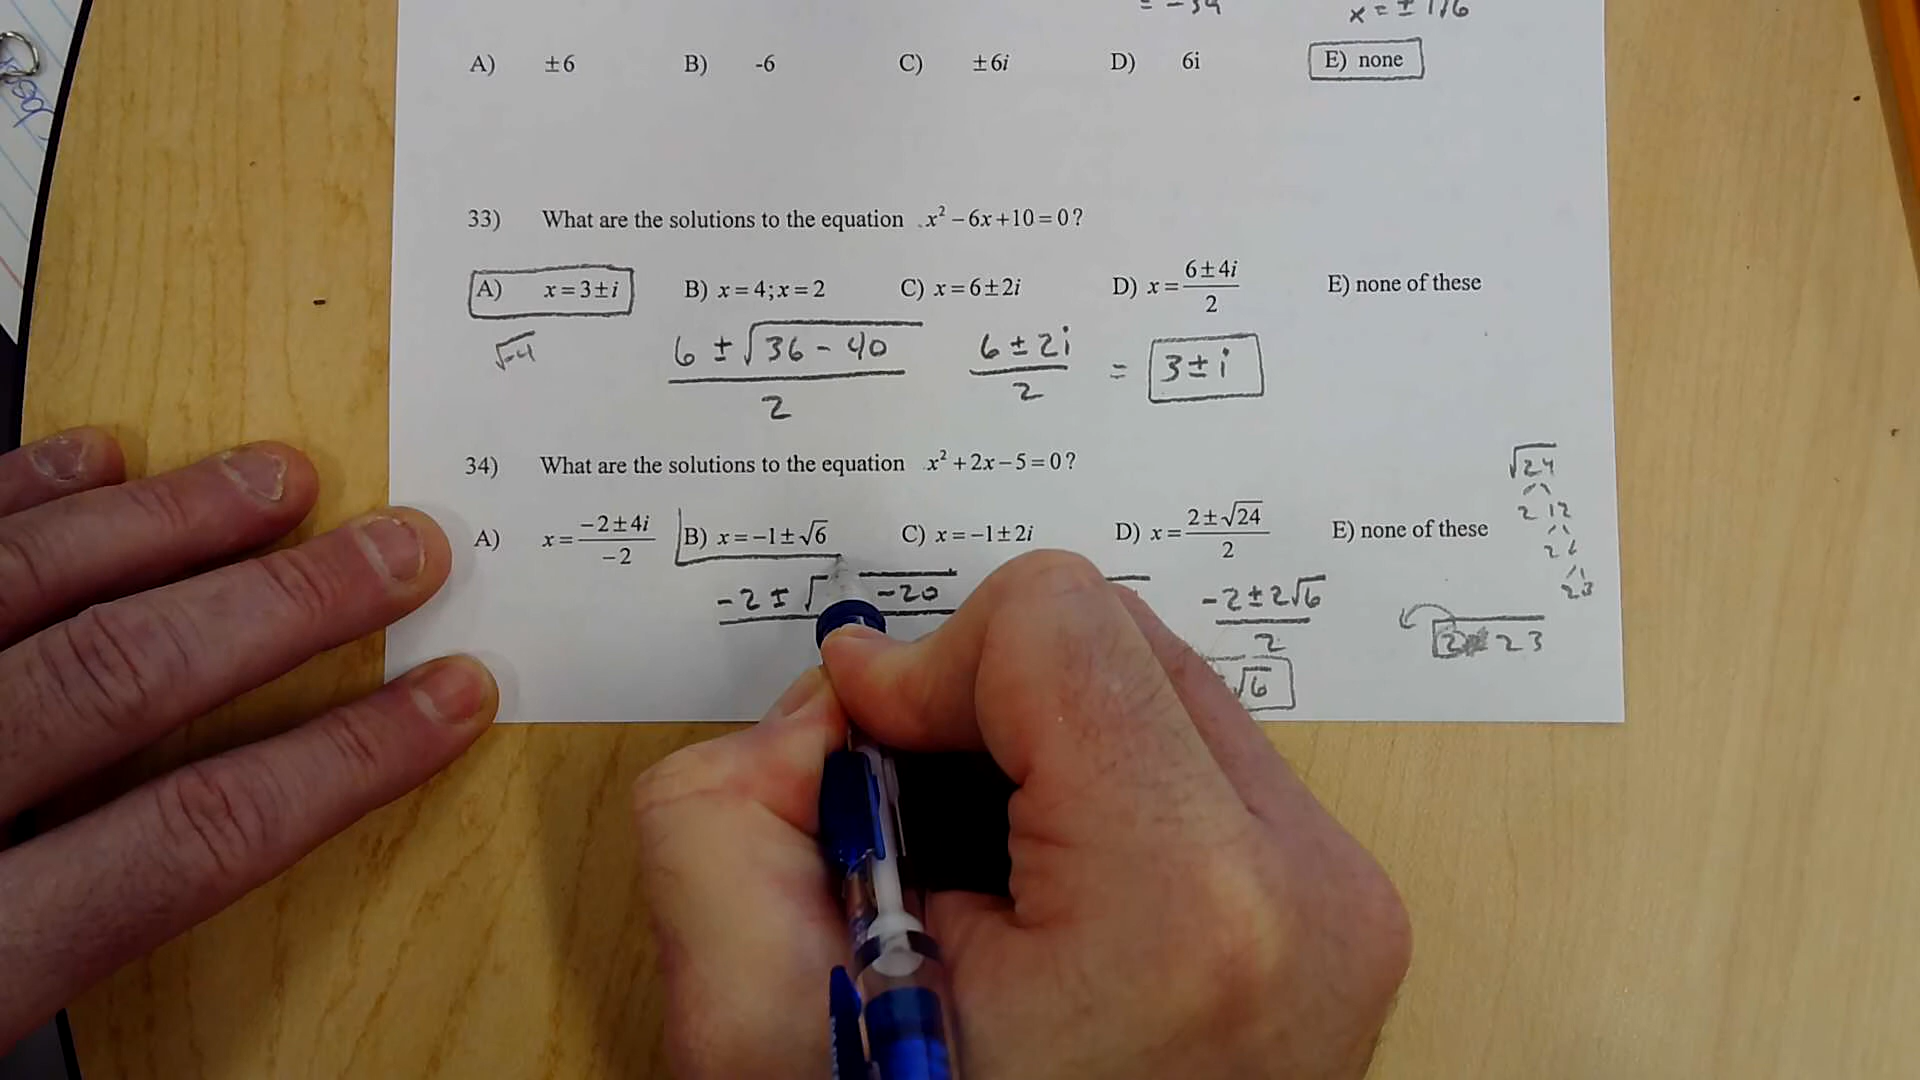 = -34
x = ± 1/6
A) ±6 B) -6 C) ±6i D) 6i E) none
33) What are the solutions to the equation x² − 6x + 10 = 0?
A) x = 3 ± i B) x = 4; x = 2 C) x = 6 ± 2i D) x = (6 ± 4i)/2 E) none of these
√-4 (6 ± √36 - 40)/2 (6 ± 2i)/2 = 3 ± i
34) What are the solutions to the equation x² + 2x − 5 = 0?
√24
2 12
2 6
2 3
A) x = (−2 ± 4i)/−2 B) x = −1 ± √6 C) x = −1 ± 2i D) x = (2 ± √24)/2 E) none of these
-2 ± √ -20 (-2 ± 2√6)/2
2 2 3
√6